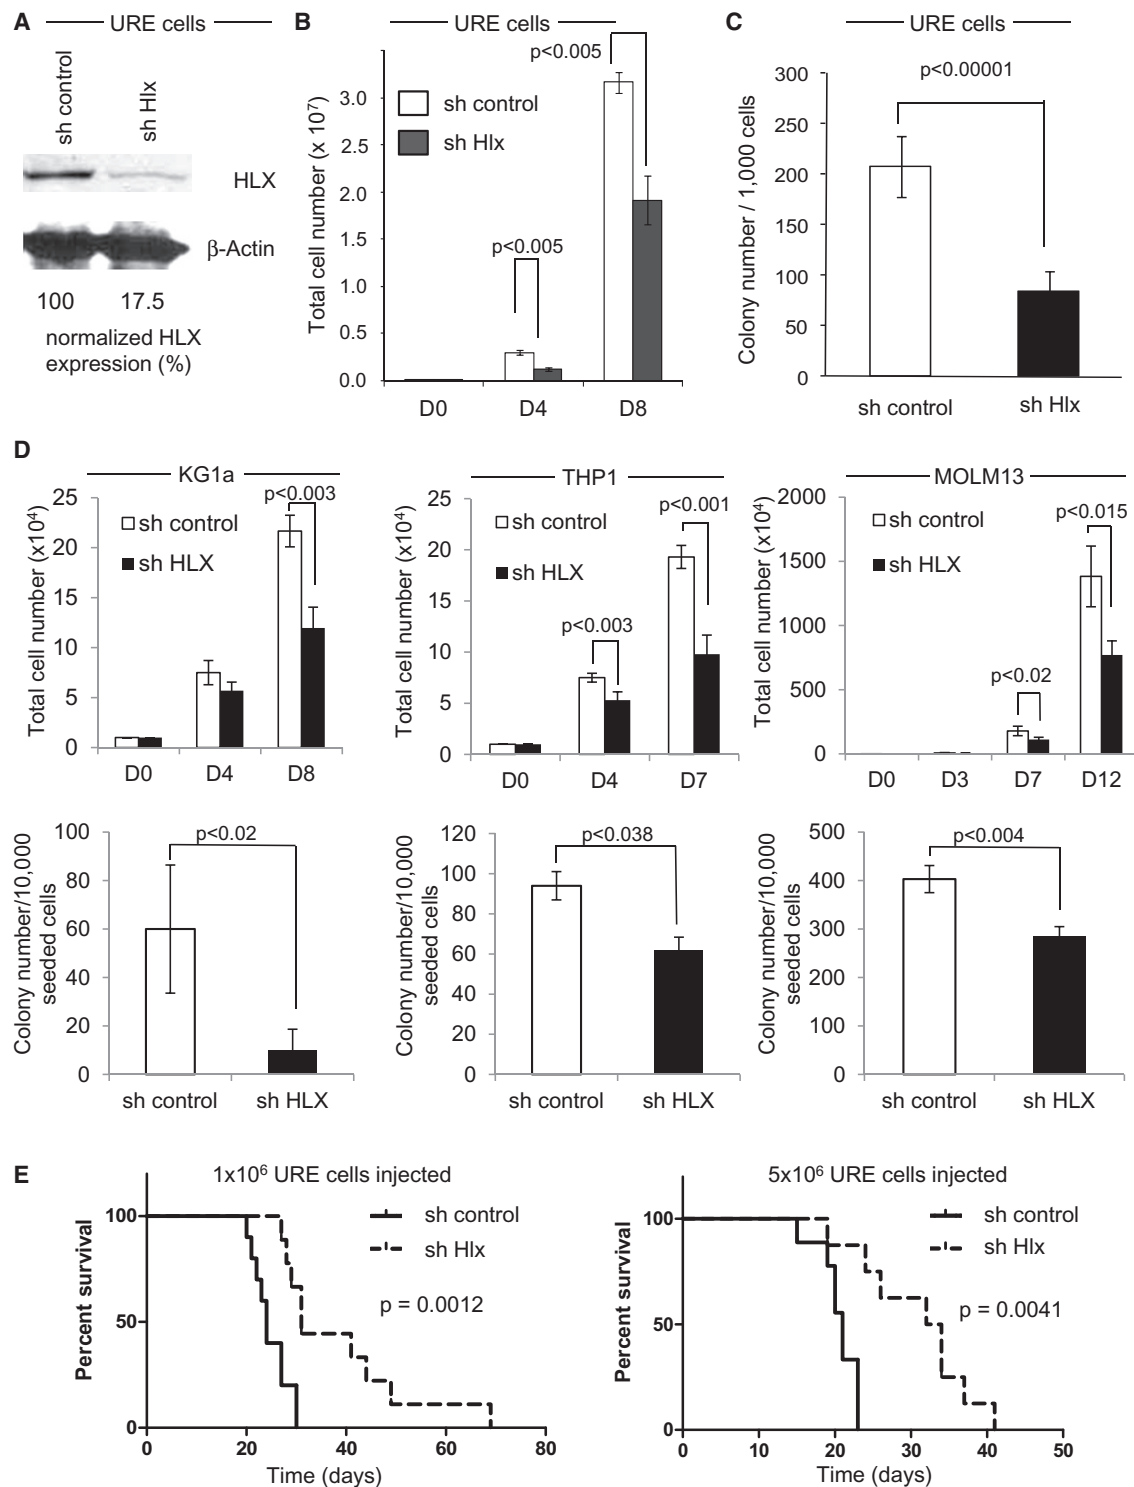 A
URE cells
sh control
sh Hlx
HLX
β-Actin
100 17.5
normalized HLX
expression (%)
B
URE cells
p<0.005
sh control
sh Hlx
p<0.005
Total cell number (x 10⁷)
3.0
2.5
2.0
1.5
1.0
0.5
0.0
D0 D4 D8
C
URE cells
p<0.00001
Colony number / 1,000 cells
300
250
200
150
100
50
0
sh control sh Hlx
D
KG1a
p<0.003
sh control
sh HLX
Total cell number (x10⁴)
25
20
15
10
5
0
D0 D4 D8
THP1
p<0.001
sh control
sh HLX
p<0.003
Total cell number (x10⁴)
25
20
15
10
5
0
D0 D4 D7
MOLM13
p<0.015
sh control
sh HLX
p<0.02
Total cell number (x10⁴)
2000
1500
1000
500
0
D0 D3 D7 D12
p<0.02
Colony number/10,000
seeded cells
100
80
60
40
20
0
sh control sh HLX
p<0.038
Colony number/10,000
seeded cells
120
100
80
60
40
20
0
sh control sh HLX
p<0.004
Colony number/10,000
seeded cells
500
400
300
200
100
0
sh control sh HLX
E
1x10⁶ URE cells injected
sh control
sh Hlx
p = 0.0012
Percent survival
100
50
0
0 20 40 60 80
Time (days)
5x10⁶ URE cells injected
sh control
sh Hlx
p = 0.0041
Percent survival
100
50
0
0 10 20 30 40 50
Time (days)